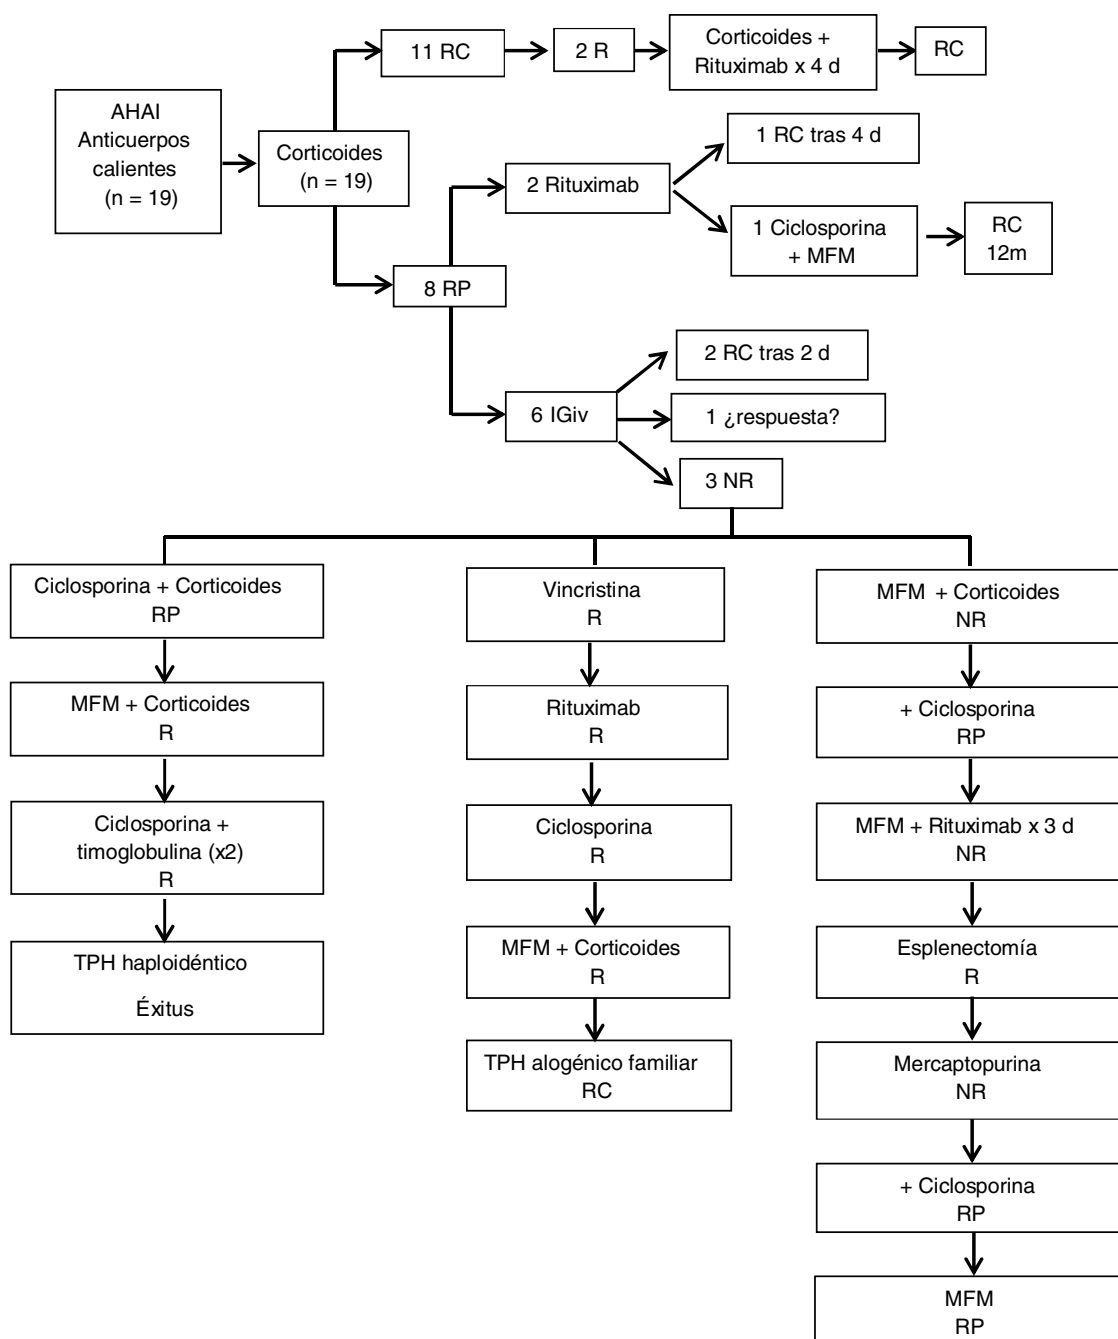 AHAI
Anticuerpos
calientes
(n = 19)
Corticoides
(n = 19)
11 RC
2 R
Corticoides +
Rituximab x 4 d
RC
8 RP
2 Rituximab
1 RC tras 4 d
1 Ciclosporina
+ MFM
RC
12m
6 IGiv
2 RC tras 2 d
1 ¿respuesta?
3 NR
Ciclosporina + Corticoides
RP
MFM + Corticoides
R
Ciclosporina +
timoglobulina (x2)
R
TPH haploidéntico
Éxitus
Vincristina
R
Rituximab
R
Ciclosporina
R
MFM + Corticoides
R
TPH alogénico familiar
RC
MFM + Corticoides
NR
+ Ciclosporina
RP
MFM + Rituximab x 3 d
NR
Esplenectomía
R
Mercaptopurina
NR
+ Ciclosporina
RP
MFM
RP